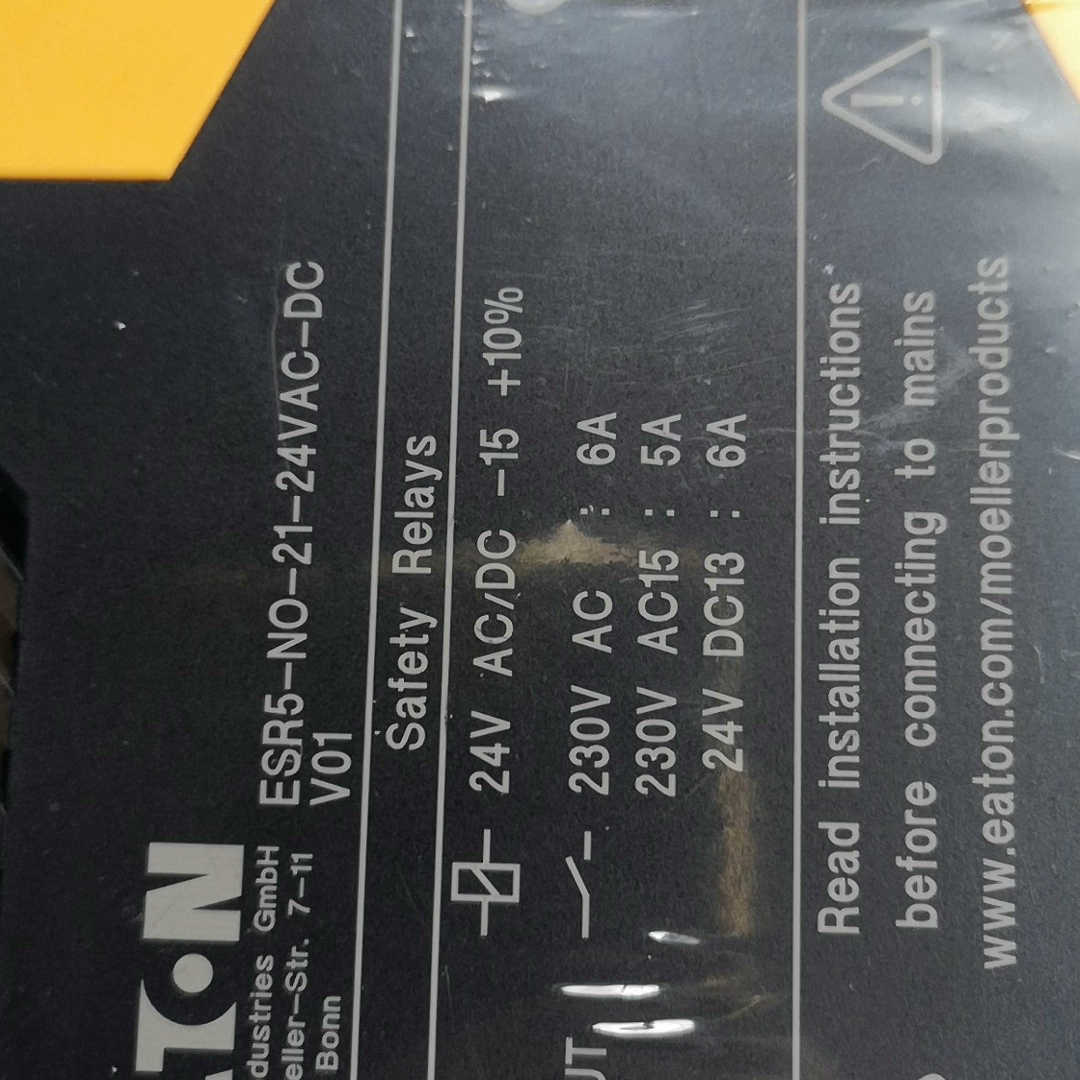 ESR5-NO-21-24VAC-DC
V01
dustries GmbH
eller-Str. 7-11
Bonn
Safety Relays
24V AC/DC -15 +10%
230V AC : 6A
230V AC15 : 5A
24V DC13 : 6A
UT
Read installation instructions
before connecting to mains
www.eaton.com/moellerproducts